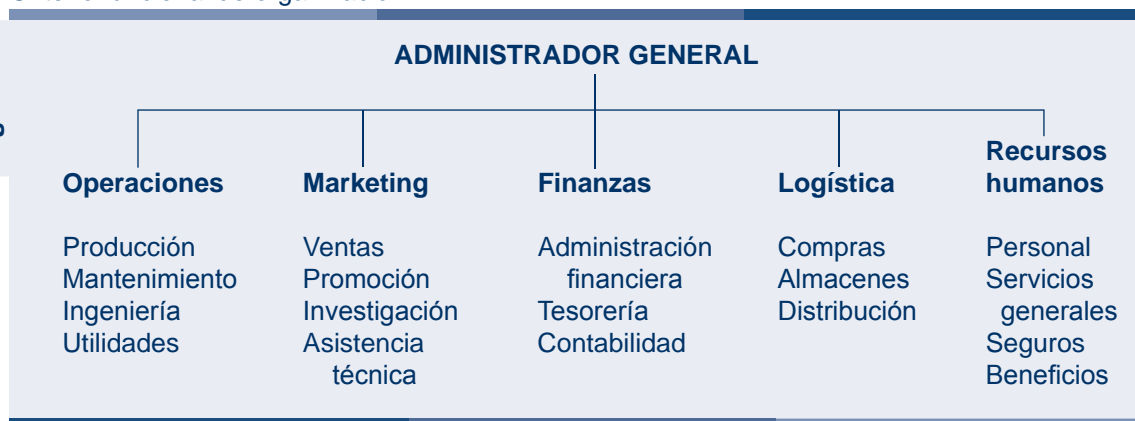 ADMINISTRADOR GENERAL
Operaciones
Producción
Mantenimiento
Ingeniería
Utilidades
Marketing
Ventas
Promoción
Investigación
Asistencia
técnica
Finanzas
Administración
financiera
Tesorería
Contabilidad
Logística
Compras
Almacenes
Distribución
Recursos
humanos
Personal
Servicios
generales
Seguros
Beneficios